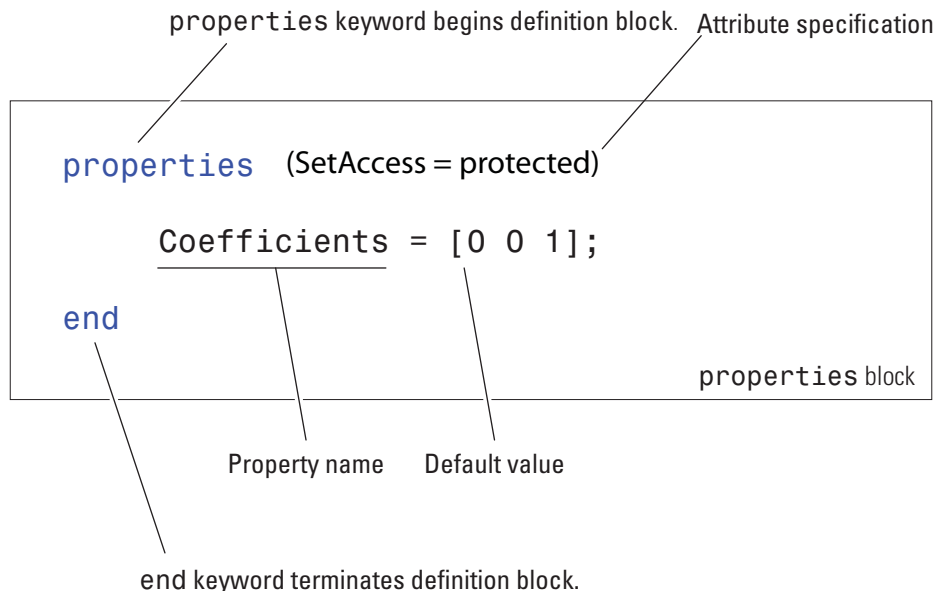 properties keyword begins definition block. Attribute specification
properties (SetAccess = protected)
Coefficients = [0 0 1];
end
properties block
Property name Default value
end keyword terminates definition block.